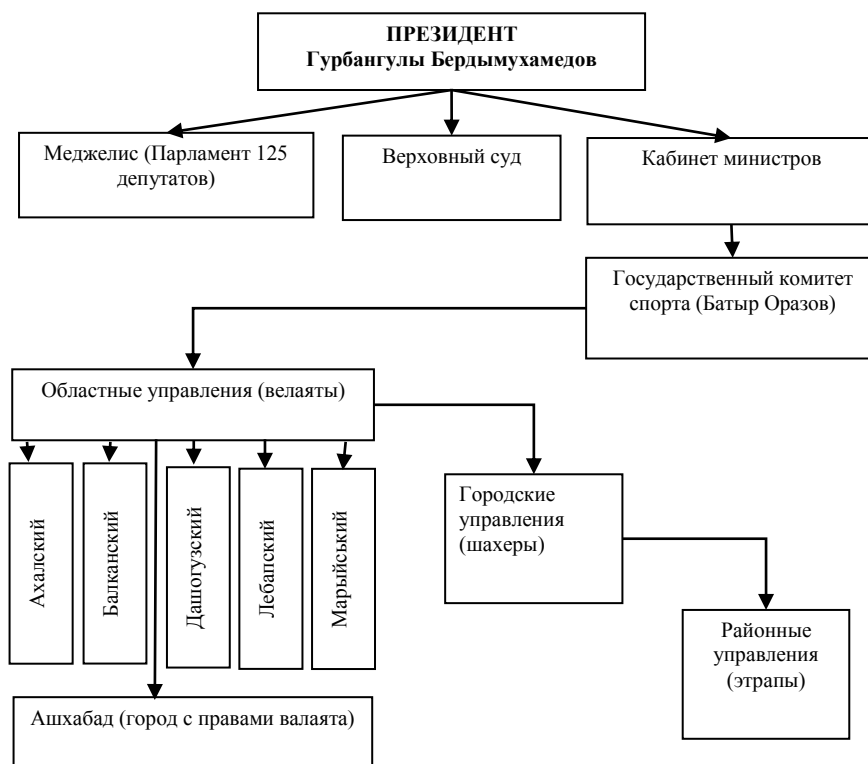 ПРЕЗИДЕНТ
Гурбангулы Бердымухамедов
Меджелис (Парламент 125
депутатов)
Верховный суд
Кабинет министров
Государственный комитет
спорта (Батыр Оразов)
Областные управления (велаяты)
Ахалский
Балканский
Дашогузский
Лебапский
Марыйський
Городские
управления
(шахеры)
Районные
управления
(этрапы)
Ашхабад (город с правами валаята)